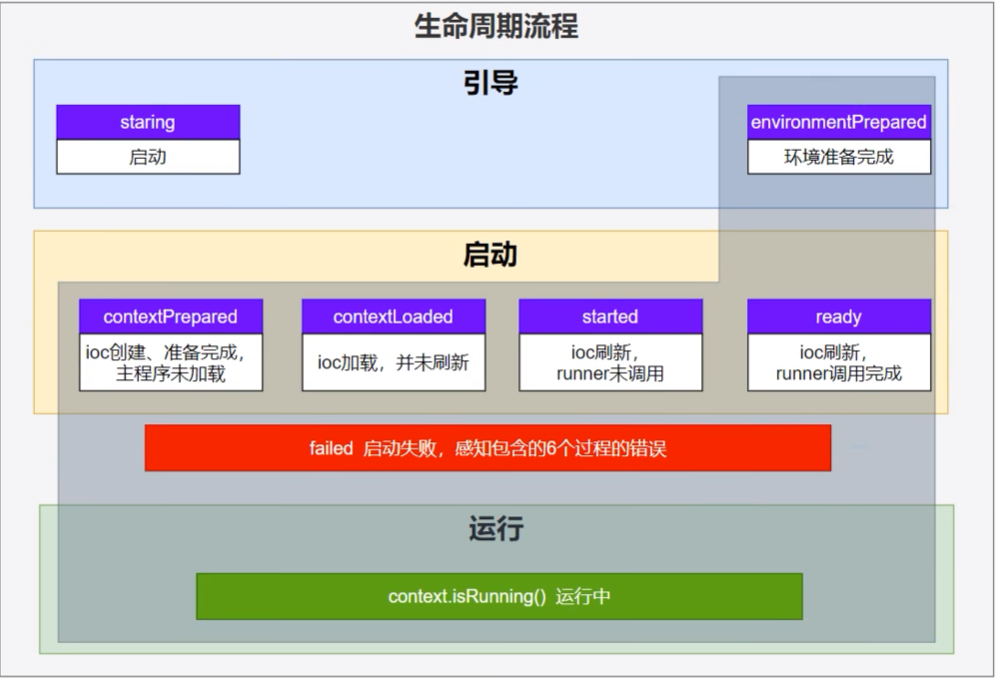 生命周期流程
引导
staring
启动
environmentPrepared
环境准备完成
启动
contextPrepared
ioc创建、准备完成，
主程序未加载
contextLoaded
ioc加载，并未刷新
started
ioc刷新，
runner未调用
ready
ioc刷新，
runner调用完成
failed 启动失败，感知包含的6个过程的错误
运行
context.isRunning() 运行中